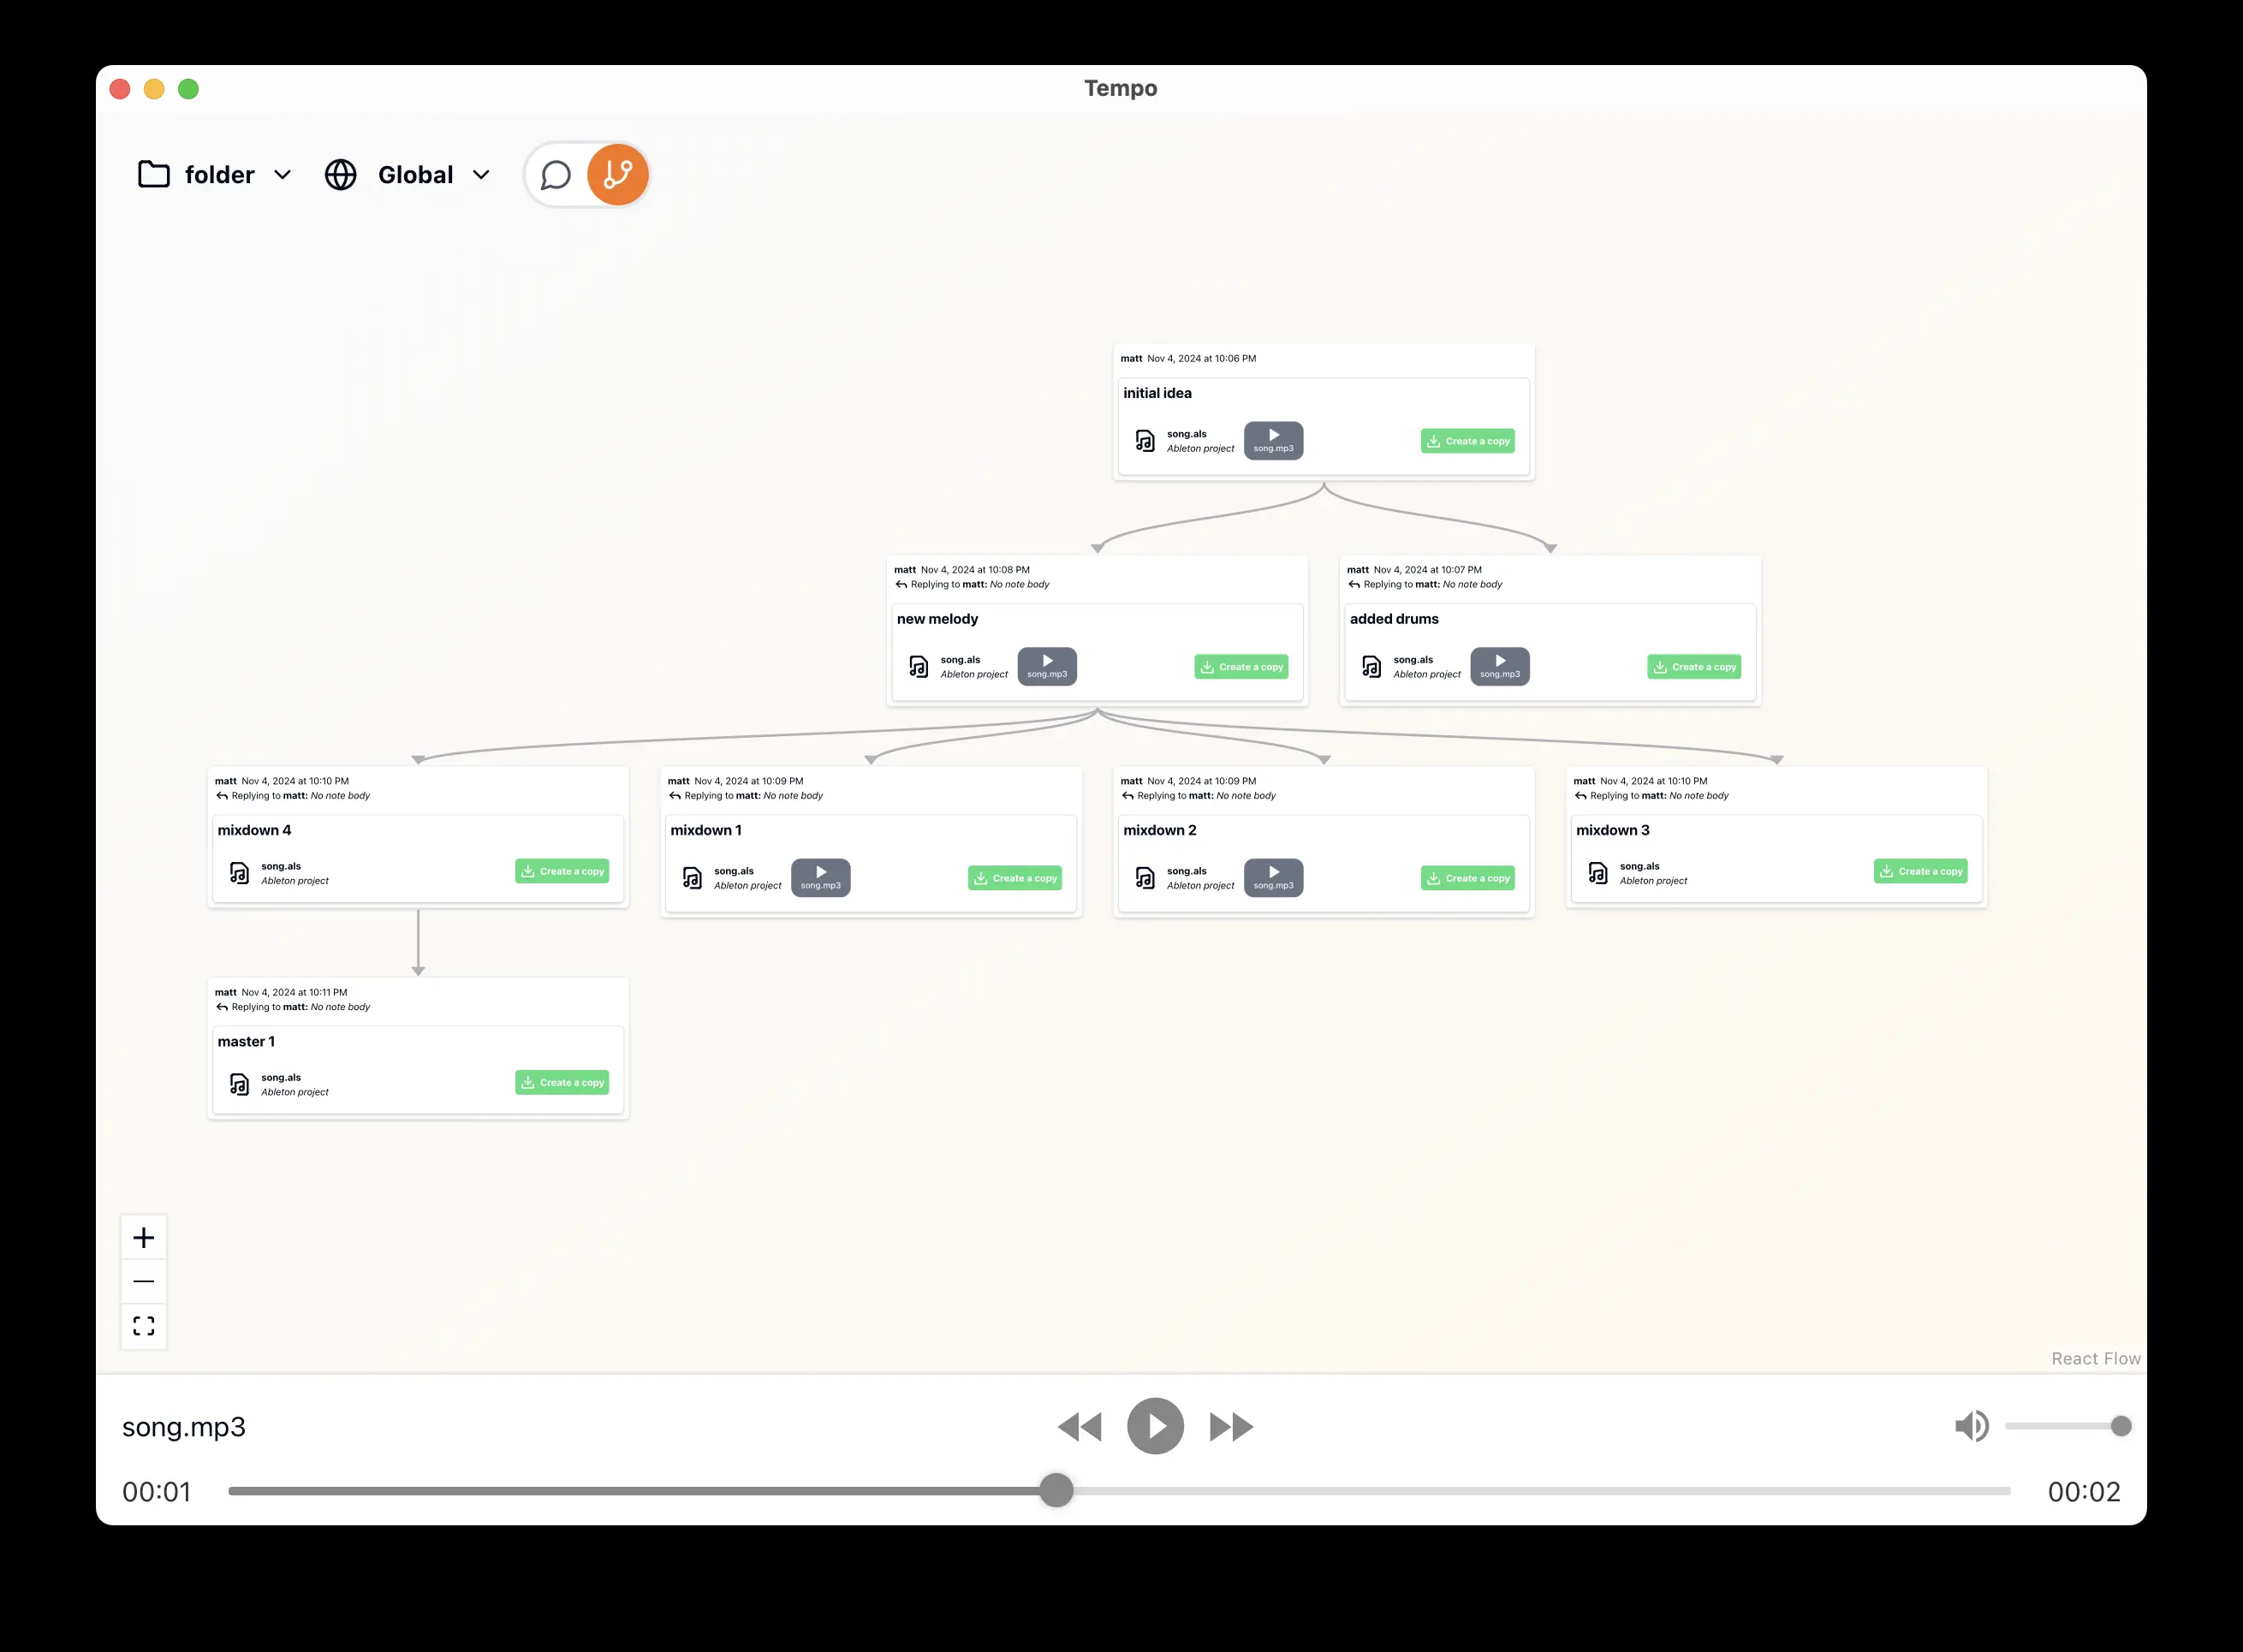 Tempo
folder
Global
matt Nov 4, 2024 at 10:06 PM
initial idea
song.als
Ableton project
song.mp3
Create a copy
matt Nov 4, 2024 at 10:08 PM
Replying to matt: No note body
new melody
song.als
Ableton project
song.mp3
Create a copy
matt Nov 4, 2024 at 10:07 PM
Replying to matt: No note body
added drums
song.als
Ableton project
song.mp3
Create a copy
matt Nov 4, 2024 at 10:10 PM
Replying to matt: No note body
mixdown 4
song.als
Ableton project
Create a copy
matt Nov 4, 2024 at 10:09 PM
Replying to matt: No note body
mixdown 1
song.als
Ableton project
song.mp3
Create a copy
matt Nov 4, 2024 at 10:09 PM
Replying to matt: No note body
mixdown 2
song.als
Ableton project
song.mp3
Create a copy
matt Nov 4, 2024 at 10:10 PM
Replying to matt: No note body
mixdown 3
song.als
Ableton project
Create a copy
matt Nov 4, 2024 at 10:11 PM
Replying to matt: No note body
master 1
song.als
Ableton project
Create a copy
React Flow
song.mp3
00:01
00:02